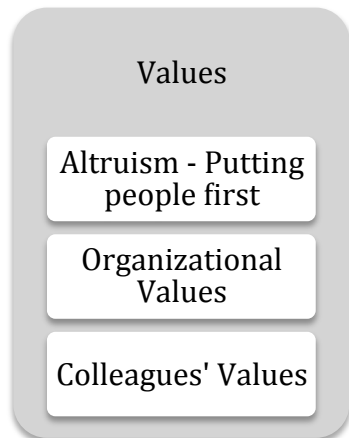 Values
Altruism - Putting
people first
Organizational
Values
Colleagues' Values